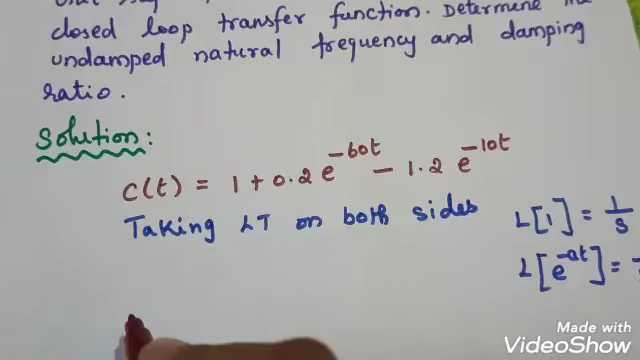 closed loop transfer function. Determine
undamped natural frequency and damping
ratio.
Solution:
c(t) = 1 + 0.2 e^{-60t} - 1.2 e^{-10t}
Taking LT on both sides
L[1] = 1/s
L[e^{-at}] =
Made with
VideoShow